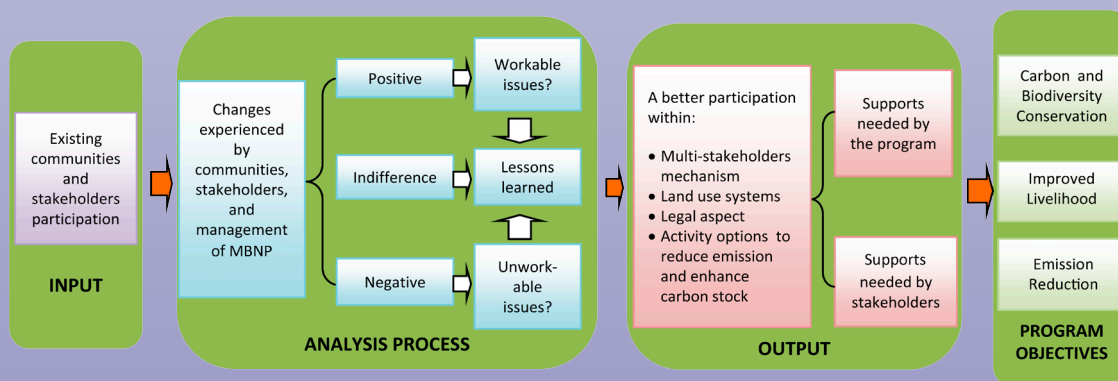 Existing
communities
and
stakeholders
participation
INPUT
Changes
experienced
by
communities,
stakeholders,
and
management
of MBNP
Positive
Indifference
Negative
Workable
issues?
Lessons
learned
Unwork-
able
issues?
ANALYSIS PROCESS
A better participation
within:
• Multi-stakeholders
mechanism
• Land use systems
• Legal aspect
• Activity options to
reduce emission
and enhance
carbon stock
Supports
needed by
the program
Supports
needed by
stakeholders
OUTPUT
Carbon and
Biodiversity
Conservation
Improved
Livelihood
Emission
Reduction
PROGRAM
OBJECTIVES